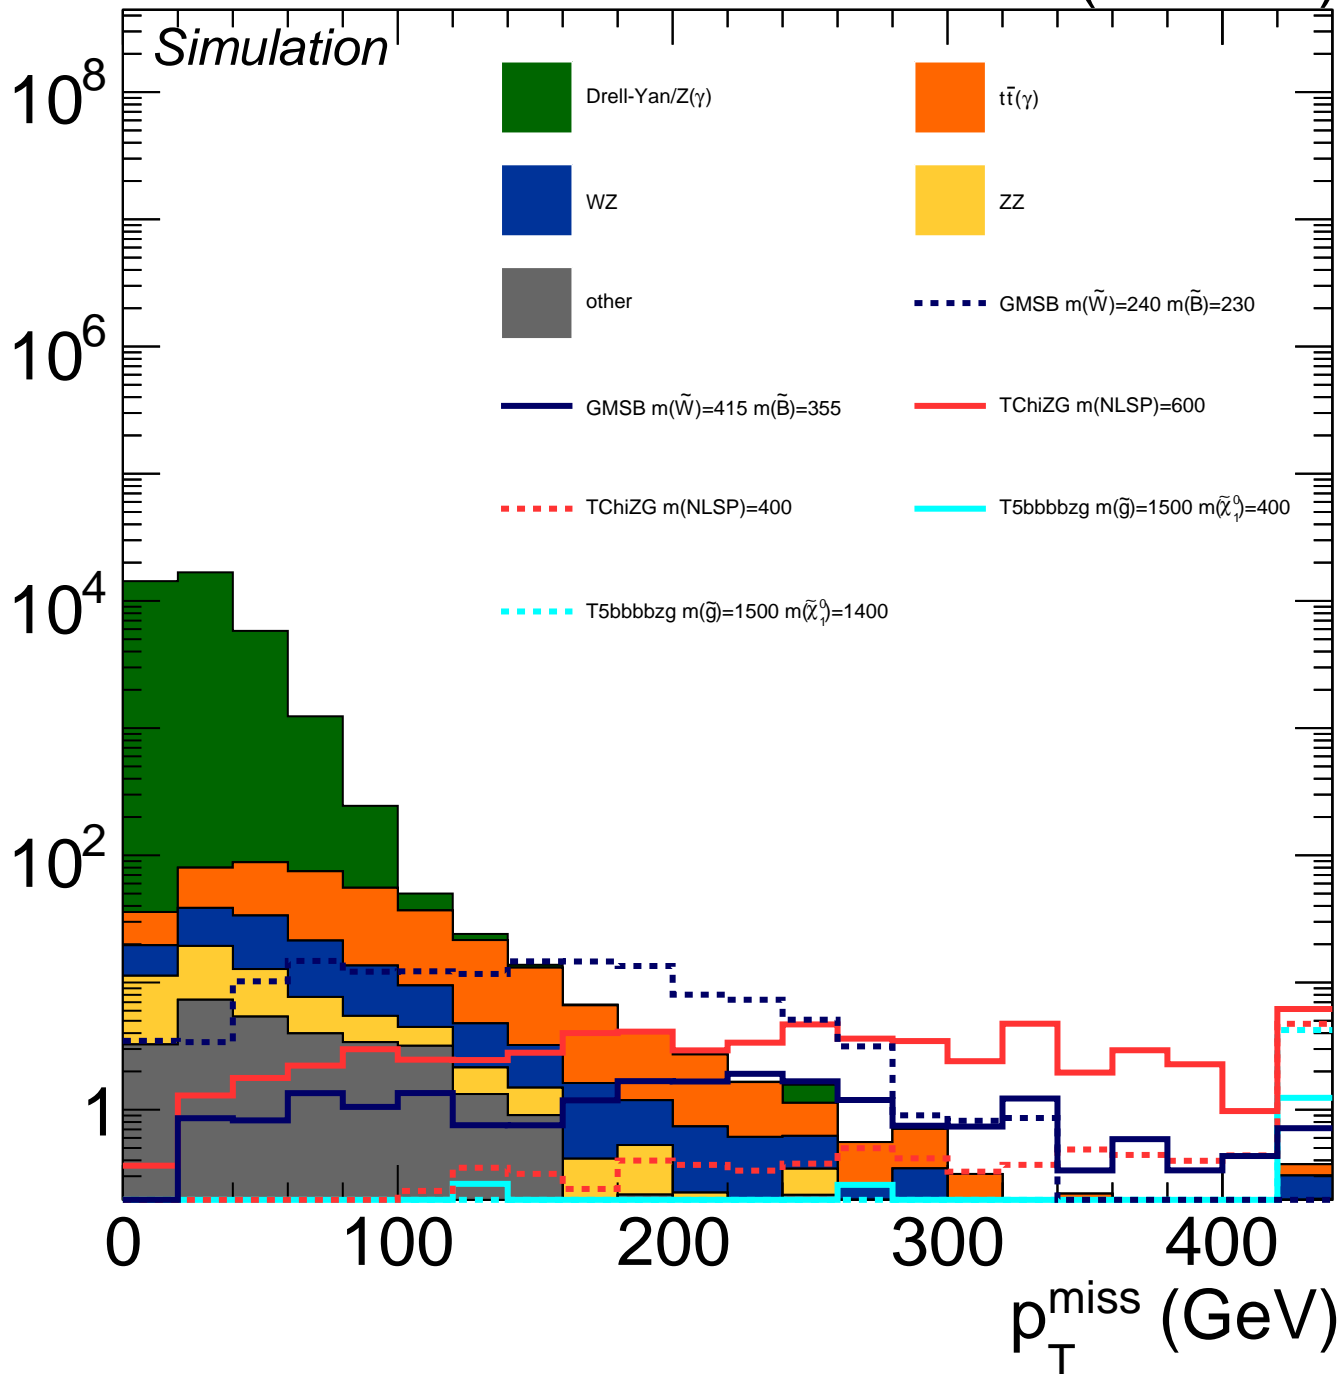 Simulation
Drell-Yan/Z(γ)
tt̄(γ)
WZ
ZZ
other
GMSB m(W̃)=240 m(B̃)=230
GMSB m(W̃)=415 m(B̃)=355
TChiZG m(NLSP)=600
TChiZG m(NLSP)=400
T5bbbbzg m(g̃)=1500 m(χ̃₁⁰)=400
T5bbbbzg m(g̃)=1500 m(χ̃₁⁰)=1400
10⁸
10⁶
10⁴
10²
1
0 100 200 300 400
p_T^miss (GeV)